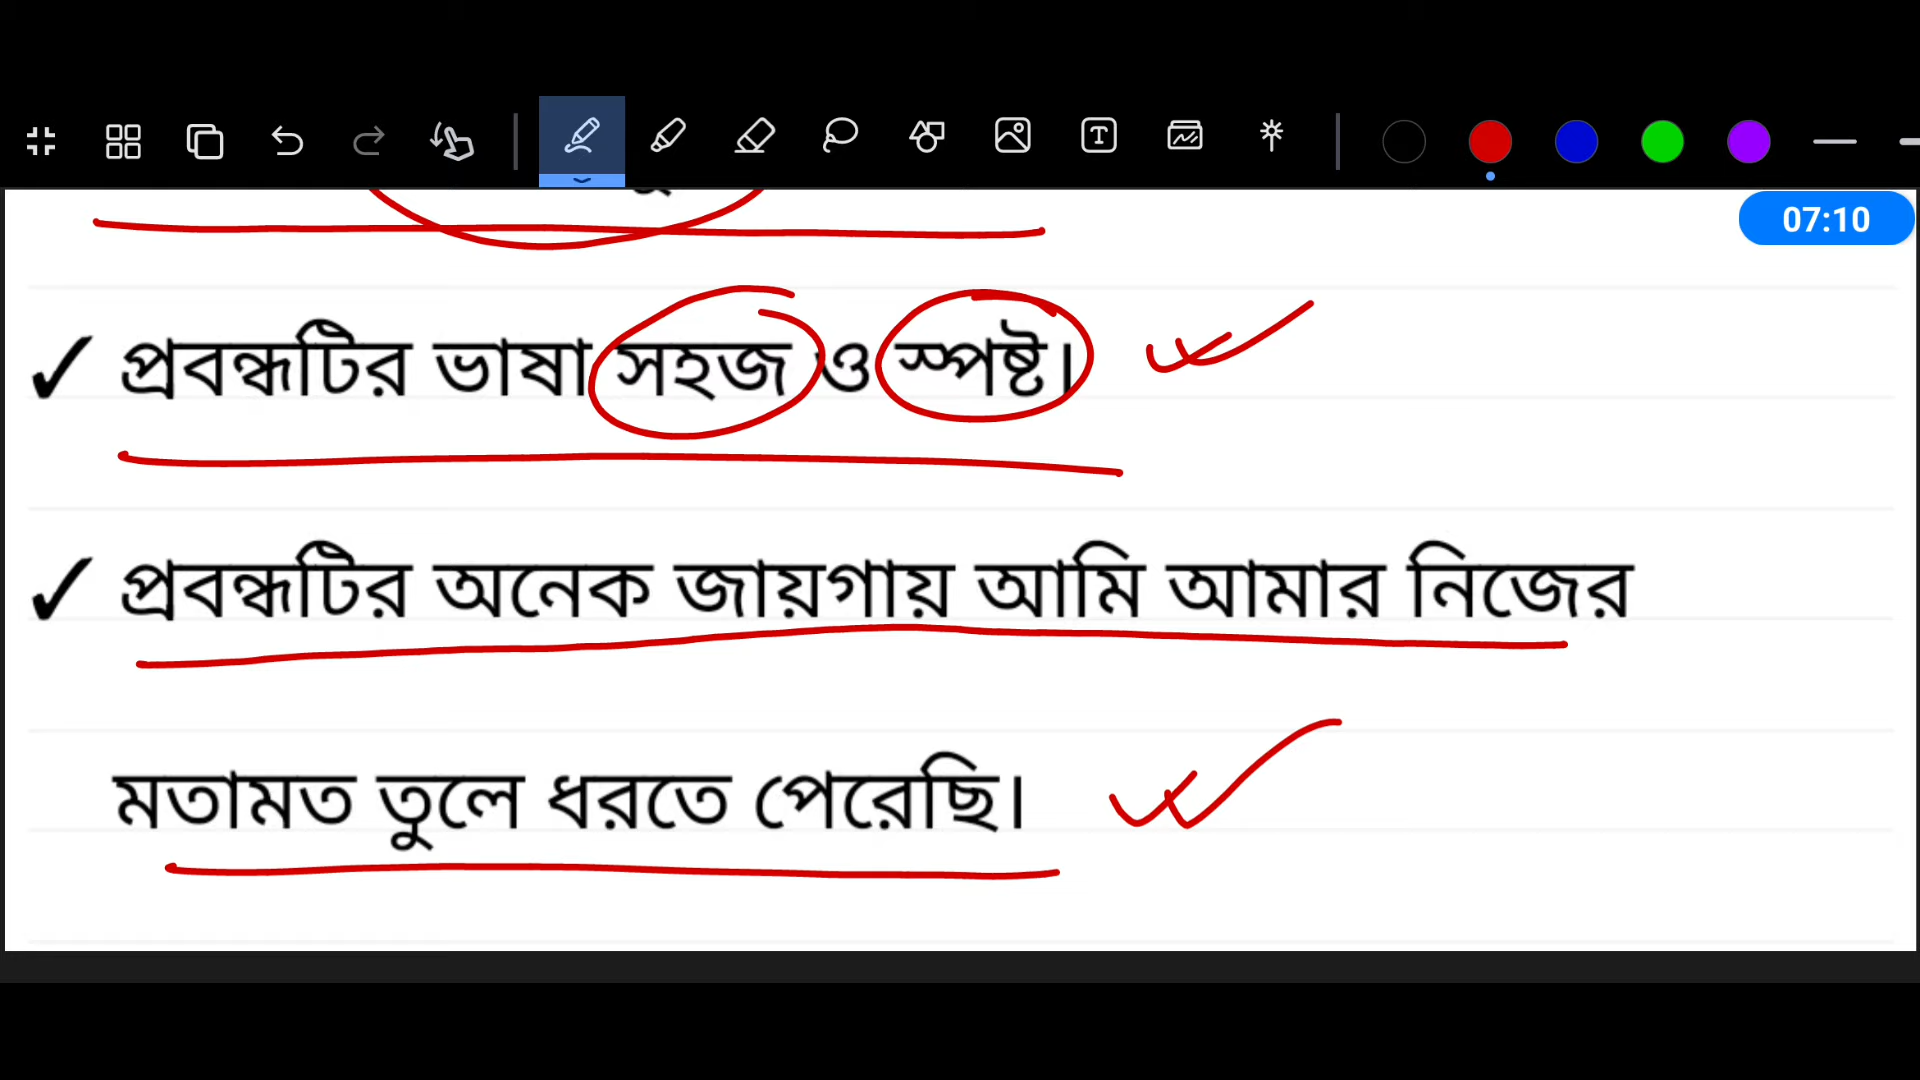 07:10
✓ প্রবন্ধটির ভাষা সহজ ও স্পষ্ট।
✓ প্রবন্ধটির অনেক জায়গায় আমি আমার নিজের
মতামত তুলে ধরতে পেরেছি।